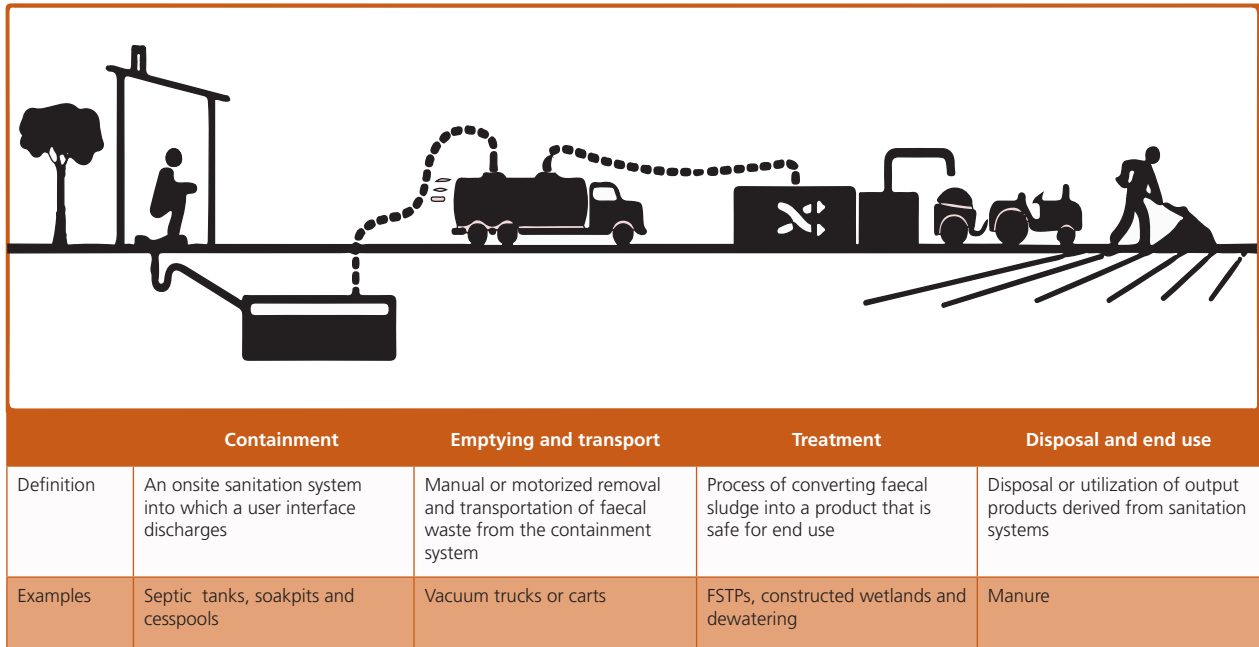 Containment
Emptying and transport
Treatment
Disposal and end use
Definition
An onsite sanitation system
into which a user interface
discharges
Manual or motorized removal
and transportation of faecal
waste from the containment
system
Process of converting faecal
sludge into a product that is
safe for end use
Disposal or utilization of output
products derived from sanitation
systems
Examples
Septic tanks, soakpits and
cesspools
Vacuum trucks or carts
FSTPs, constructed wetlands and
dewatering
Manure